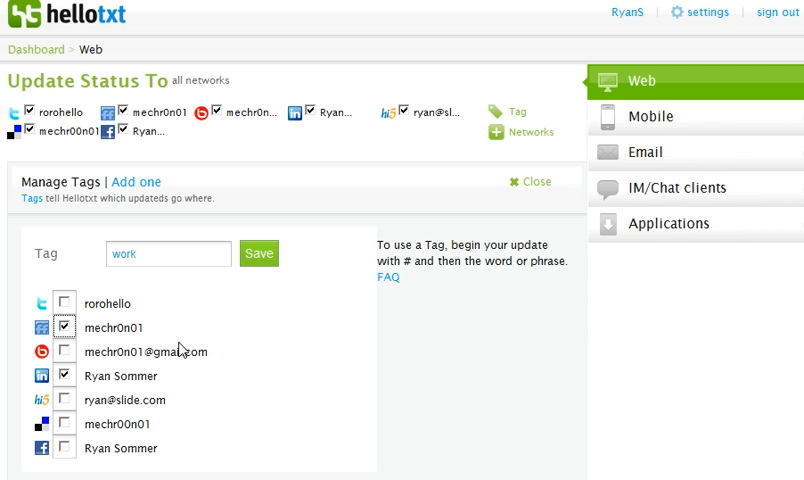 hellotxt
RyanS | settings | sign out
Dashboard > Web
Update Status To all networks
rorohello mechr0n01 mechr0n... Ryan... ryan@sl... Tag
mechr00n01 Ryan... Networks
Web
Mobile
Email
IM/Chat clients
Applications
Manage Tags | Add one Close
Tags tell Hellotxt which updateds go where.
Tag work Save
To use a Tag, begin your update
with # and then the word or phrase.
FAQ
rorohello
mechr0n01
mechr0n01@gmail.com
Ryan Sommer
ryan@slide.com
mechr00n01
Ryan Sommer